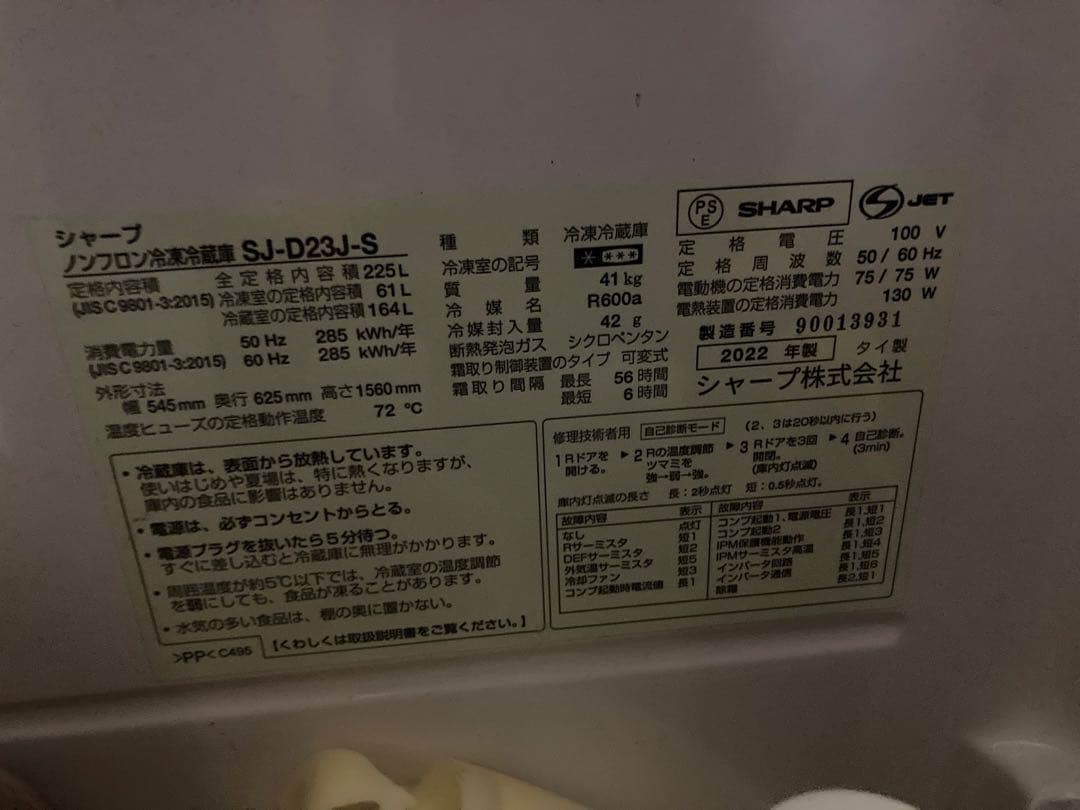 シャープ
ノンフロン冷凍冷蔵庫 SJ-D23J-S
定格内容積 全定格内容積 225L
(JIS C 9801-3:2015) 冷凍室の定格内容積 61L
冷蔵室の定格内容積 164L
消費電力量 50 Hz 285 kWh/年
(JIS C 9801-3:2015) 60 Hz 285 kWh/年
外形寸法
幅 545mm 奥行 625mm 高さ 1560mm
温度ヒューズの定格動作温度 72 ℃
種類 冷凍冷蔵庫
冷凍室の記号 ****
質量 41kg
冷媒名 R600a
冷媒封入量 42 g
断熱発泡ガス シクロペンタン
霜取り制御装置のタイプ 可変式
霜取り間隔 最長 56時間
最短 6時間
PS E SHARP JET
定格電圧 100 V
定格周波数 50/60 Hz
電動機の定格消費電力 75/75 W
電熱装置の定格消費電力 130 W
製造番号 90013931
2022 年製 タイ製
シャープ株式会社
・冷蔵庫は、表面から放熱しています。
使いはじめや夏場は、特に熱くなりますが、
庫内の食品に影響はありません。
・電源は、必ずコンセントからとる。
・電源プラグを抜いたら5分待つ。
すぐに差し込むと冷蔵庫に無理がかかります。
・周囲温度が約5℃以下では、冷蔵室の温度調節
を弱にしても、食品が凍ることがあります。
・水気の多い食品は、棚の奥に置かない。
>PP< C495 【くわしくは取扱説明書をご覧ください。】
修理技術者用 自己診断モード (2、3は20秒以内に行う)
1 Rドアを開ける。 ▶ 2 Rの温度調節ツマミを強→弱→強。 ▶ 3 Rドアを3回開閉。(庫内灯点滅) ▶ 4 自己診断。(3min)
庫内灯点滅の長さ 長:2秒点灯 短:0.5秒点灯。
故障内容 表示
なし 点灯
Rサーミスタ 短1
DEFサーミスタ 短2
外気温サーミスタ 短5
冷却ファン 短3
コンプ起動時電流値 長1
故障内容 表示
コンプ起動1、電源電圧 長1,短1
コンプ起動2 長1,短2
IPM保護機能動作 長1,短3
IPMサーミスタ高温 長1,短4
インバータ回路 長1,短5
インバータ通信 長1,短6
除霜 長2,短1